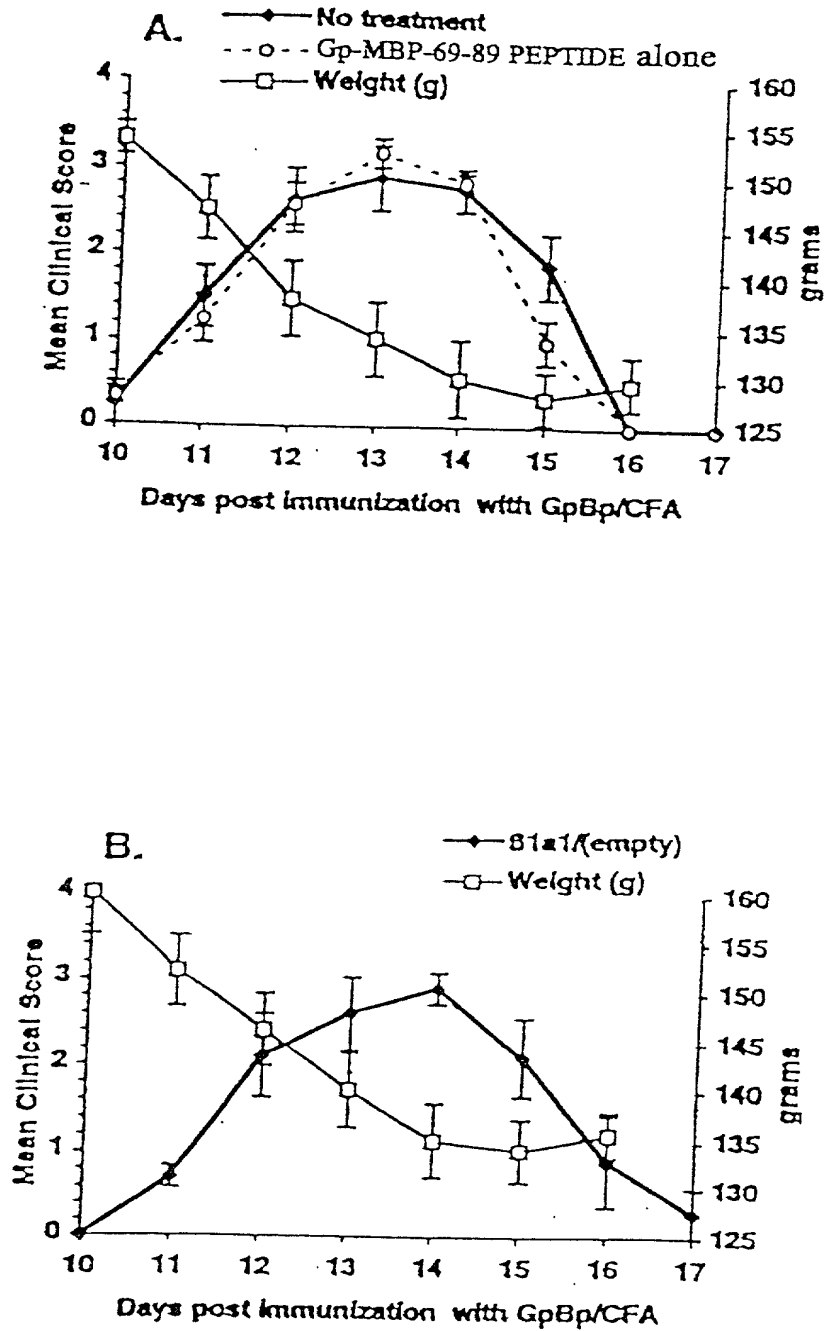 A.
No treatment
Gp-MBP-69-89 PEPTIDE alone
Weight (g)
4
3
2
1
0
Mean Clinical Score
160
155
150
145
140
135
130
125
grams
10 11 12 13 14 15 16 17
Days post immunization with GpBp/CFA
B.
β1α1/(empty)
Weight (g)
4
3
2
1
0
Mean Clinical Score
160
155
150
145
140
135
130
125
grams
10 11 12 13 14 15 16 17
Days post immunization with GpBp/CFA